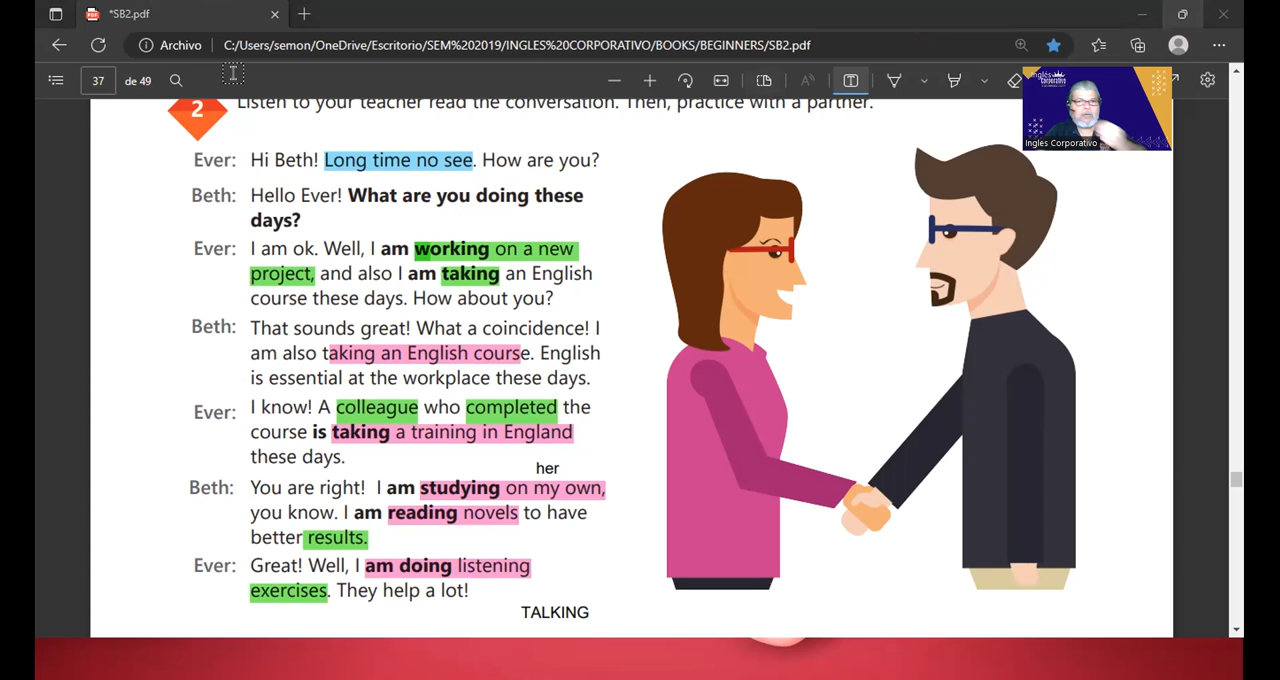 *SB2.pdf
Archivo
C:/Users/semon/OneDrive/Escritorio/SEM%202019/INGLES%20CORPORATIVO/BOOKS/BEGINNERS/SB2.pdf
37 de 49
Inglés
Corporativo
Ingles Corporativo
2 Listen to your teacher read the conversation. Then, practice with a partner.
Ever: Hi Beth! Long time no see. How are you?
Beth: Hello Ever! What are you doing these
days?
Ever: I am ok. Well, I am working on a new
project, and also I am taking an English
course these days. How about you?
Beth: That sounds great! What a coincidence! I
am also taking an English course. English
is essential at the workplace these days.
Ever: I know! A colleague who completed the
course is taking a training in England
these days.
her
Beth: You are right! I am studying on my own,
you know. I am reading novels to have
better results.
Ever: Great! Well, I am doing listening
exercises. They help a lot!
TALKING